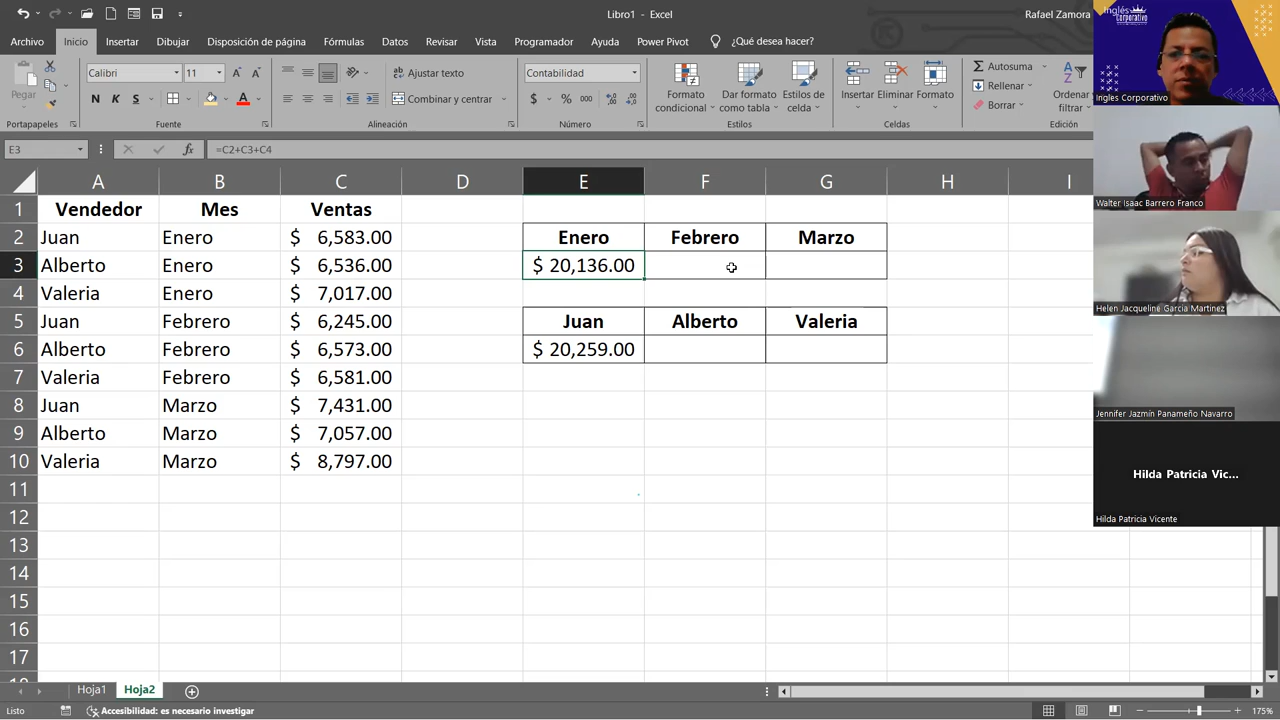 Libro1 - Excel
Rafael Zamora
Archivo Inicio Insertar Dibujar Disposición de página Fórmulas Datos Revisar Vista Programador Ayuda Power Pivot ¿Qué desea hacer?
Pegar
Calibri 11
N K S
Ajustar texto
Combinar y centrar
Contabilidad
$ % 000
Formato condicional
Dar formato como tabla
Estilos de celda
Insertar Eliminar Formato
Autosuma
Rellenar
Borrar
Ordenar
filtrar
Portapapeles Fuente Alineación Número Estilos Celdas Edición
E3 fx =C2+C3+C4
A B C D E F G H I
1 Vendedor Mes Ventas
2 Juan Enero $ 6,583.00 Enero Febrero Marzo
3 Alberto Enero $ 6,536.00 $ 20,136.00
4 Valeria Enero $ 7,017.00
5 Juan Febrero $ 6,245.00 Juan Alberto Valeria
6 Alberto Febrero $ 6,573.00 $ 20,259.00
7 Valeria Febrero $ 6,581.00
8 Juan Marzo $ 7,431.00
9 Alberto Marzo $ 7,057.00
10 Valeria Marzo $ 8,797.00
11
12
13
14
15
16
17
Hoja1 Hoja2
Listo Accesibilidad: es necesario investigar 175%
Inglés
Corporativo
Ingles Corporativo
Walter Isaac Barrero Franco
Helen Jacqueline Garcia Martinez
Jennifer Jazmín Panameño Navarro
Hilda Patricia Vic...
Hilda Patricia Vicente